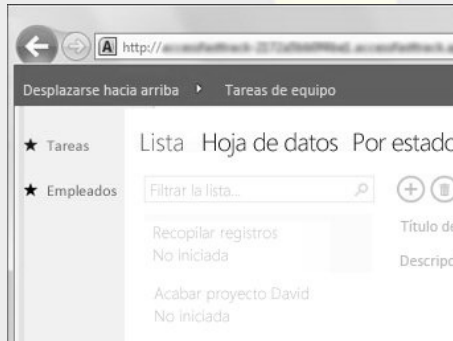 A http://
Desplazarse hacia arriba Tareas de equipo
Tareas
Empleados
Lista Hoja de datos Por estado
Filtrar la lista...
Título de
Recopilar registros
No iniciada
Descripc
Acabar proyecto David
No iniciada